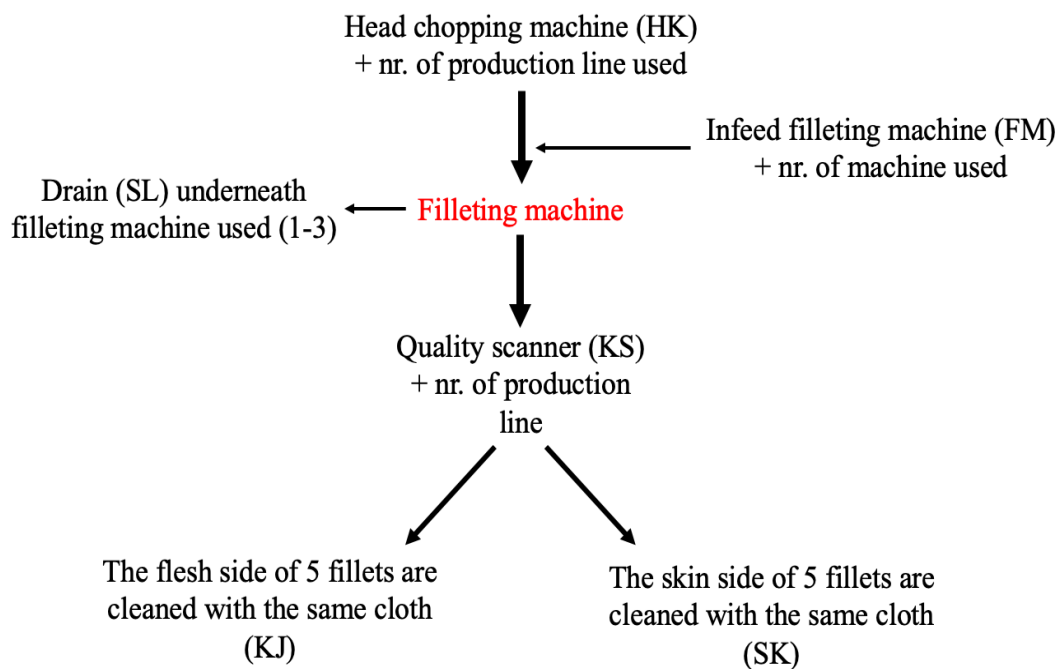 Head chopping machine (HK)
+ nr. of production line used
Infeed filleting machine (FM)
+ nr. of machine used
Drain (SL) underneath
filleting machine used (1-3)
Filleting machine
Quality scanner (KS)
+ nr. of production
line
The flesh side of 5 fillets are
cleaned with the same cloth
(KJ)
The skin side of 5 fillets are
cleaned with the same cloth
(SK)